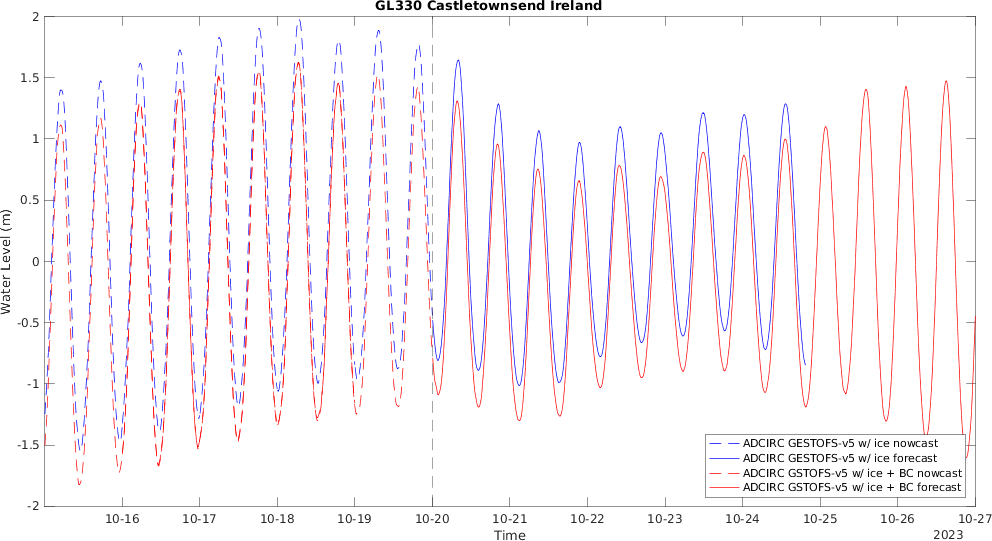 GL330 Castletownsend Ireland
Water Level (m)
2
1.5
1
0.5
0
-0.5
-1
-1.5
-2
10-16 10-17 10-18 10-19 10-20 10-21 10-22 10-23 10-24 10-25 10-26 10-27
Time
2023
ADCIRC GESTOFS-v5 w/ ice nowcast
ADCIRC GESTOFS-v5 w/ ice forecast
ADCIRC GSTOFS-v5 w/ ice + BC nowcast
ADCIRC GSTOFS-v5 w/ ice + BC forecast